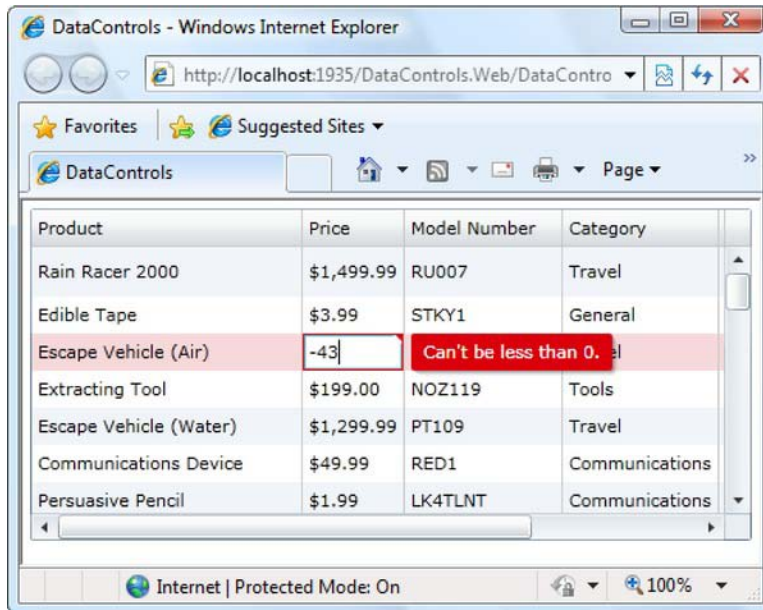 DataControls - Windows Internet Explorer
http://localhost:1935/DataControls.Web/DataContro
Favorites Suggested Sites
DataControls Page »
Product Price Model Number Category
Rain Racer 2000 $1,499.99 RU007 Travel
Edible Tape $3.99 STKY1 General
Escape Vehicle (Air) -43 Can't be less than 0. el
Extracting Tool $199.00 NOZ119 Tools
Escape Vehicle (Water) $1,299.99 PT109 Travel
Communications Device $49.99 RED1 Communications
Persuasive Pencil $1.99 LK4TLNT Communications
Internet | Protected Mode: On 100%